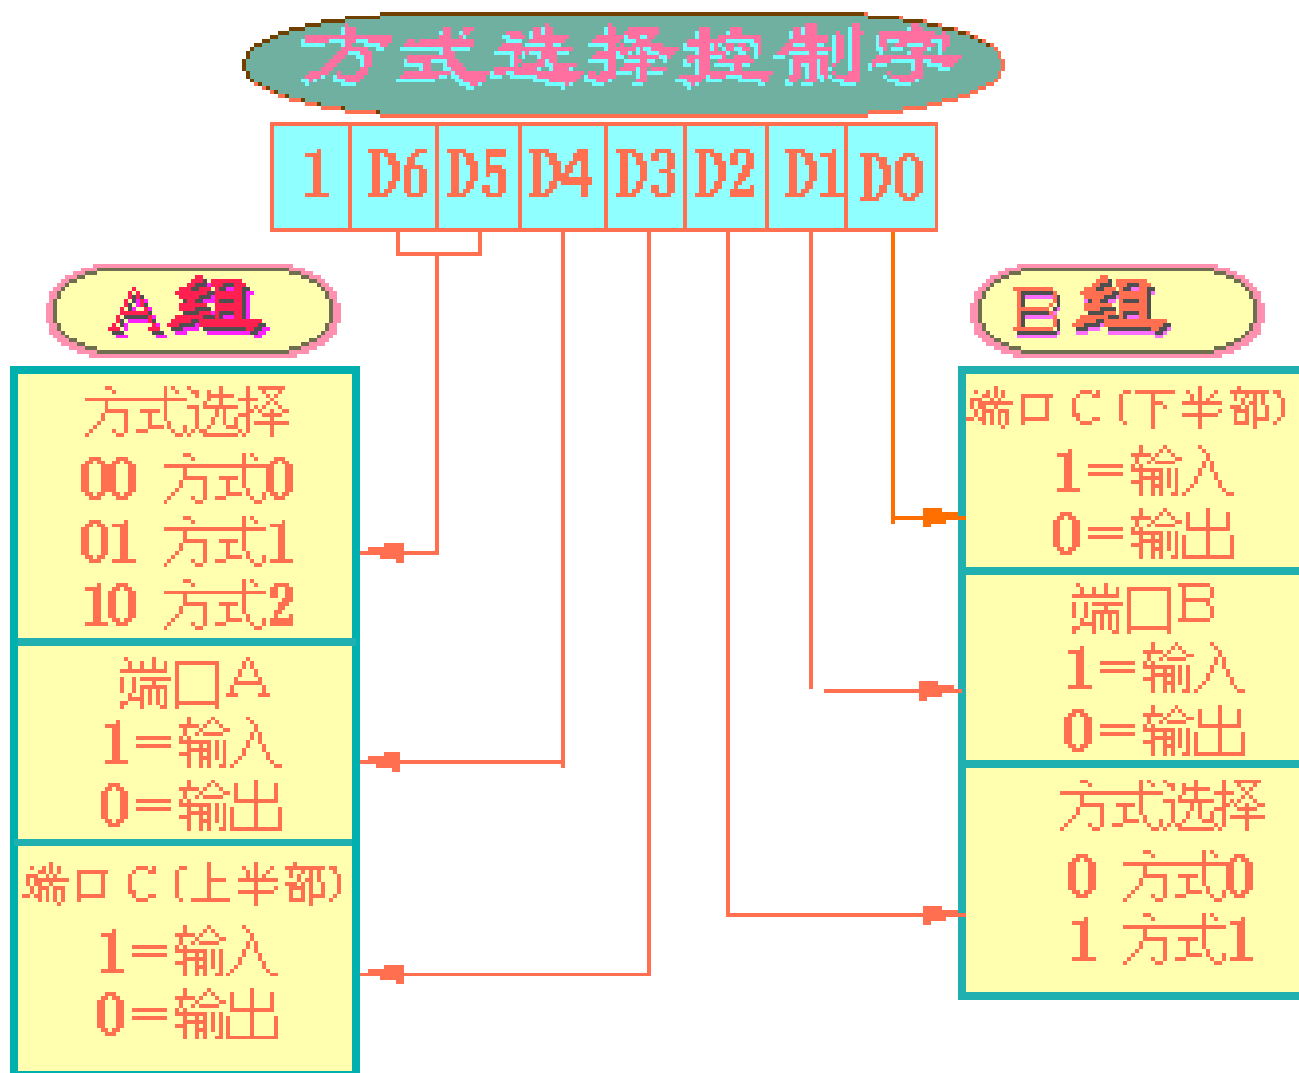 方式选择控制字
1 D6 D5 D4 D3 D2 D1 D0
A组
方式选择
00 方式0
01 方式1
10 方式2
端口A
1=输入
0=输出
端口C(上半部)
1=输入
0=输出
B组
端口C(下半部)
1=输入
0=输出
端口B
1=输入
0=输出
方式选择
0 方式0
1 方式1